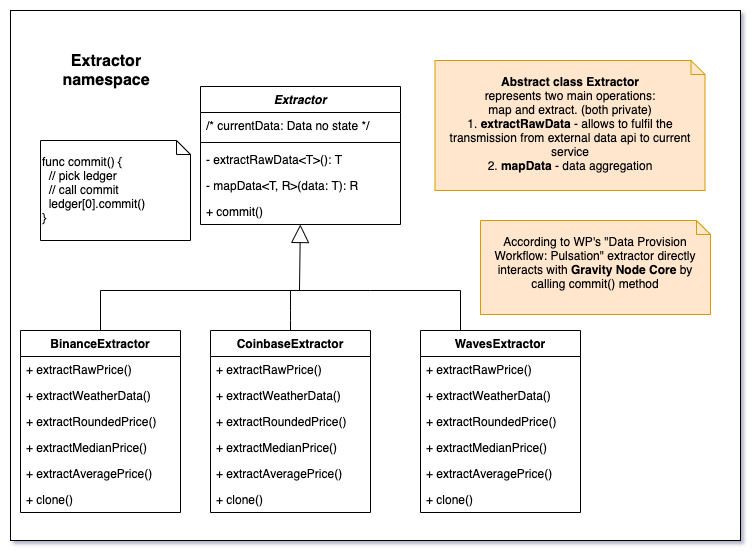 Extractor
namespace
func commit() {
// pick ledger
// call commit
ledger[0].commit()
}
Extractor
/* currentData: Data no state */
- extractRawData<T>(): T
- mapData<T, R>(data: T): R
+ commit()
Abstract class Extractor
represents two main operations:
map and extract. (both private)
1. extractRawData - allows to fulfil the
transmission from external data api to current
service
2. mapData - data aggregation
According to WP's "Data Provision
Workflow: Pulsation" extractor directly
interacts with Gravity Node Core by
calling commit() method
BinanceExtractor
+ extractRawPrice()
+ extractWeatherData()
+ extractRoundedPrice()
+ extractMedianPrice()
+ extractAveragePrice()
+ clone()
CoinbaseExtractor
+ extractRawPrice()
+ extractWeatherData()
+ extractRoundedPrice()
+ extractMedianPrice()
+ extractAveragePrice()
+ clone()
WavesExtractor
+ extractRawPrice()
+ extractWeatherData()
+ extractRoundedPrice()
+ extractMedianPrice()
+ extractAveragePrice()
+ clone()